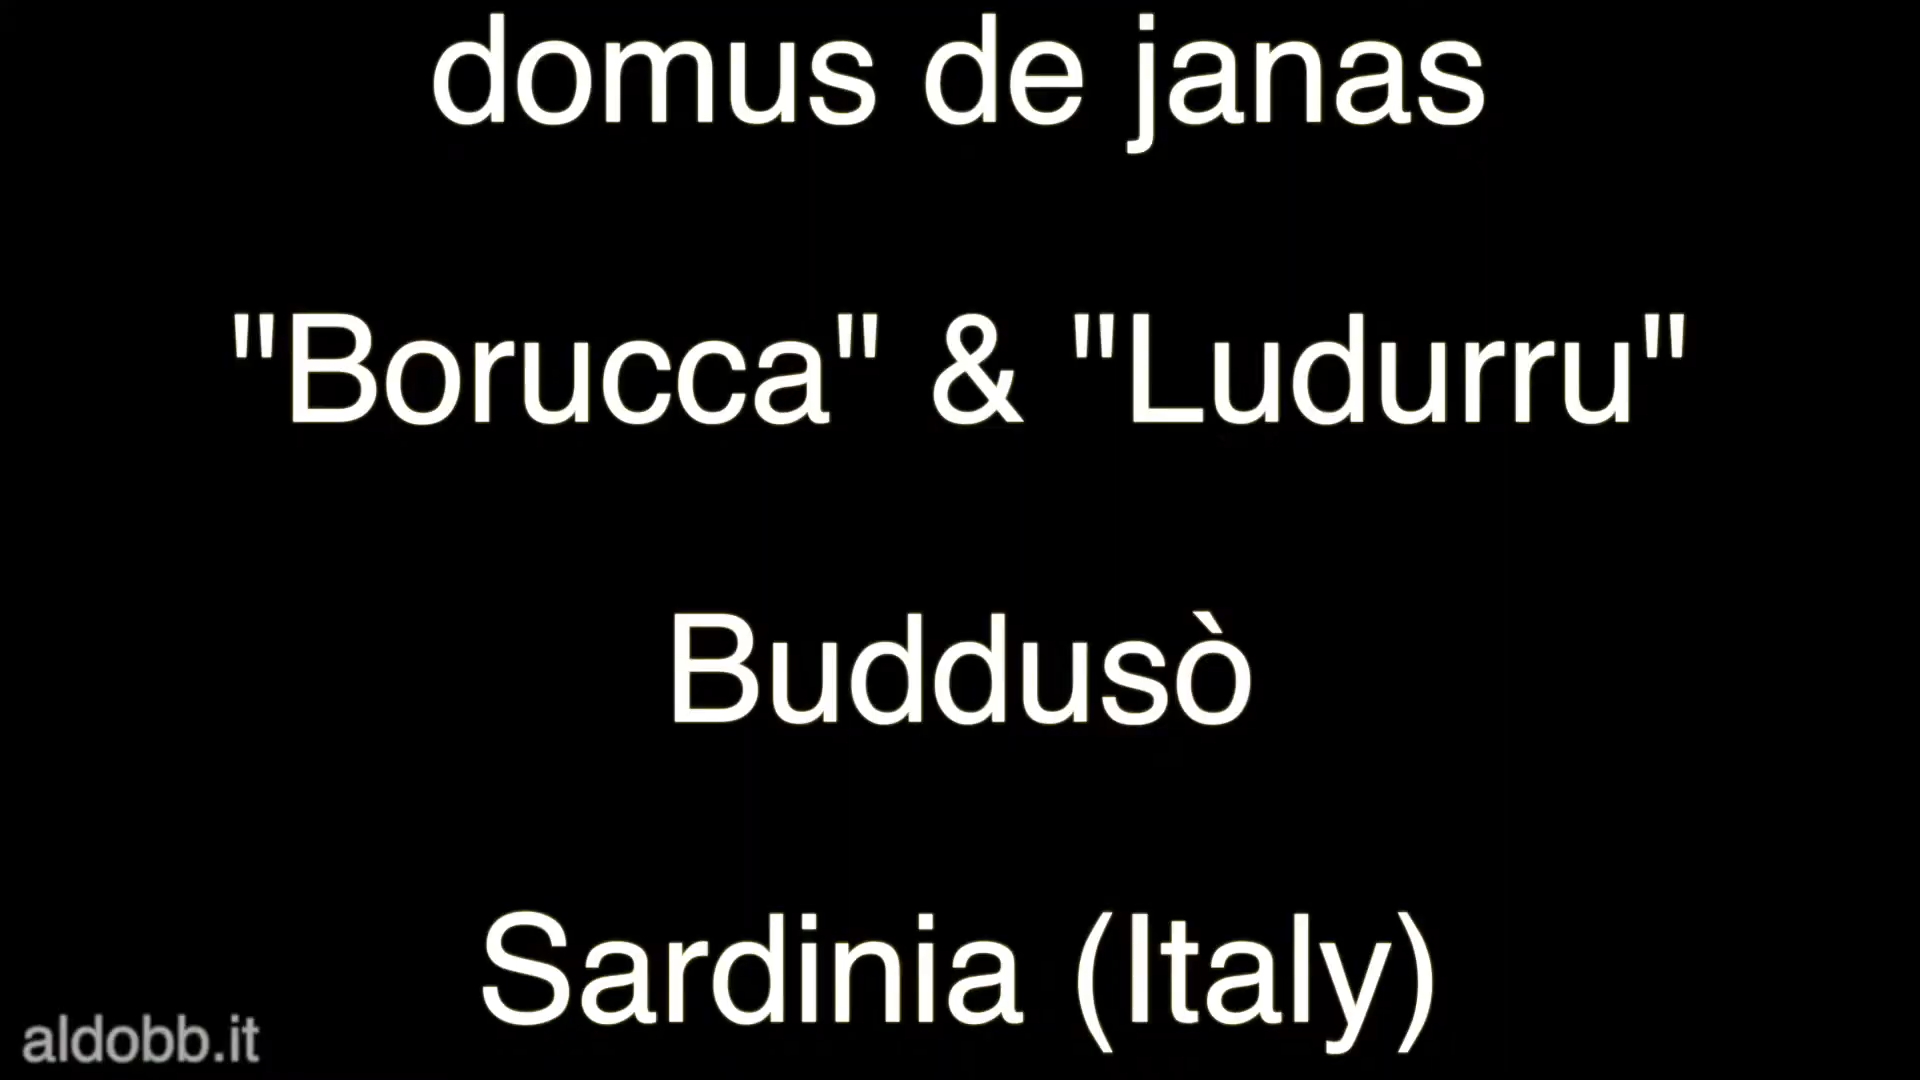 domus de janas
"Borucca" & "Ludurru"
Buddusò
Sardinia (Italy)
aldobb.it